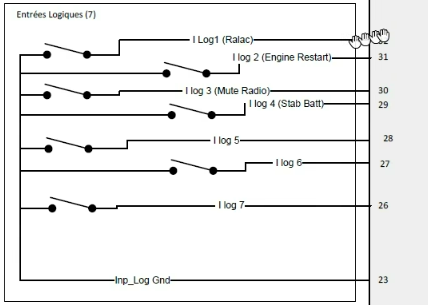 Entrées Logiques (7)
I Log1 (Ralac)
I log 2 (Engine Restart)
31
I log 3 (Mute Radio)
30
I log 4 (Stab Batt)
29
I log 5
28
I log 6
27
I log 7
26
Inp_Log Gnd
23